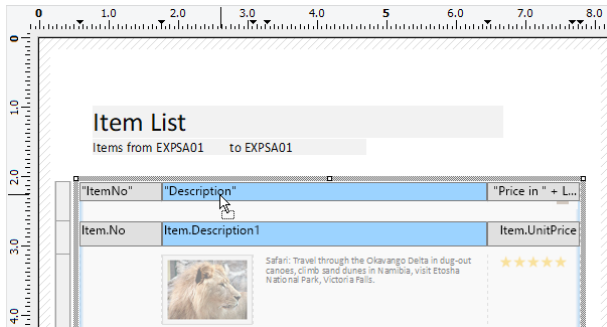 0 1.0 2.0 3.0 4.0 5.0 6.0 7.0 8.0
0
1.0
Item List
Items from EXPSA01 to EXPSA01
2.0
"ItemNo" "Description" "Price in " + L...
Item.No Item.Description1 Item.UnitPrice
3.0
Safari: Travel through the Okavango Delta in dug-out
canoes, climb sand dunes in Namibia, visit Etosha
National Park, Victoria Falls.
4.0